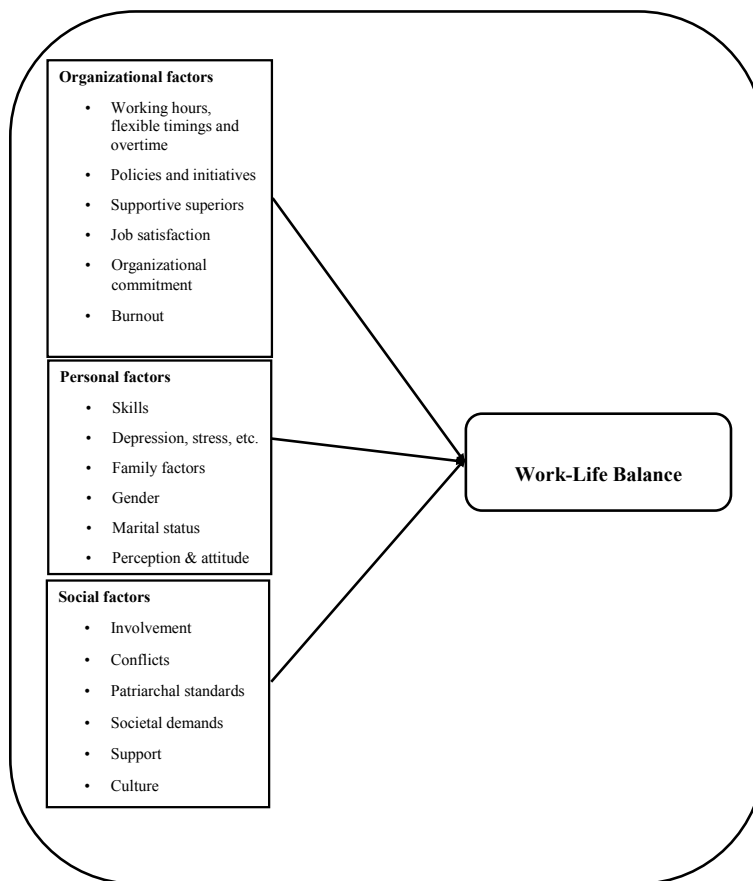 Organizational factors
• Working hours,
flexible timings and
overtime
• Policies and initiatives
• Supportive superiors
• Job satisfaction
• Organizational
commitment
• Burnout
Personal factors
• Skills
• Depression, stress, etc.
• Family factors
• Gender
• Marital status
• Perception & attitude
Social factors
• Involvement
• Conflicts
• Patriarchal standards
• Societal demands
• Support
• Culture
Work-Life Balance